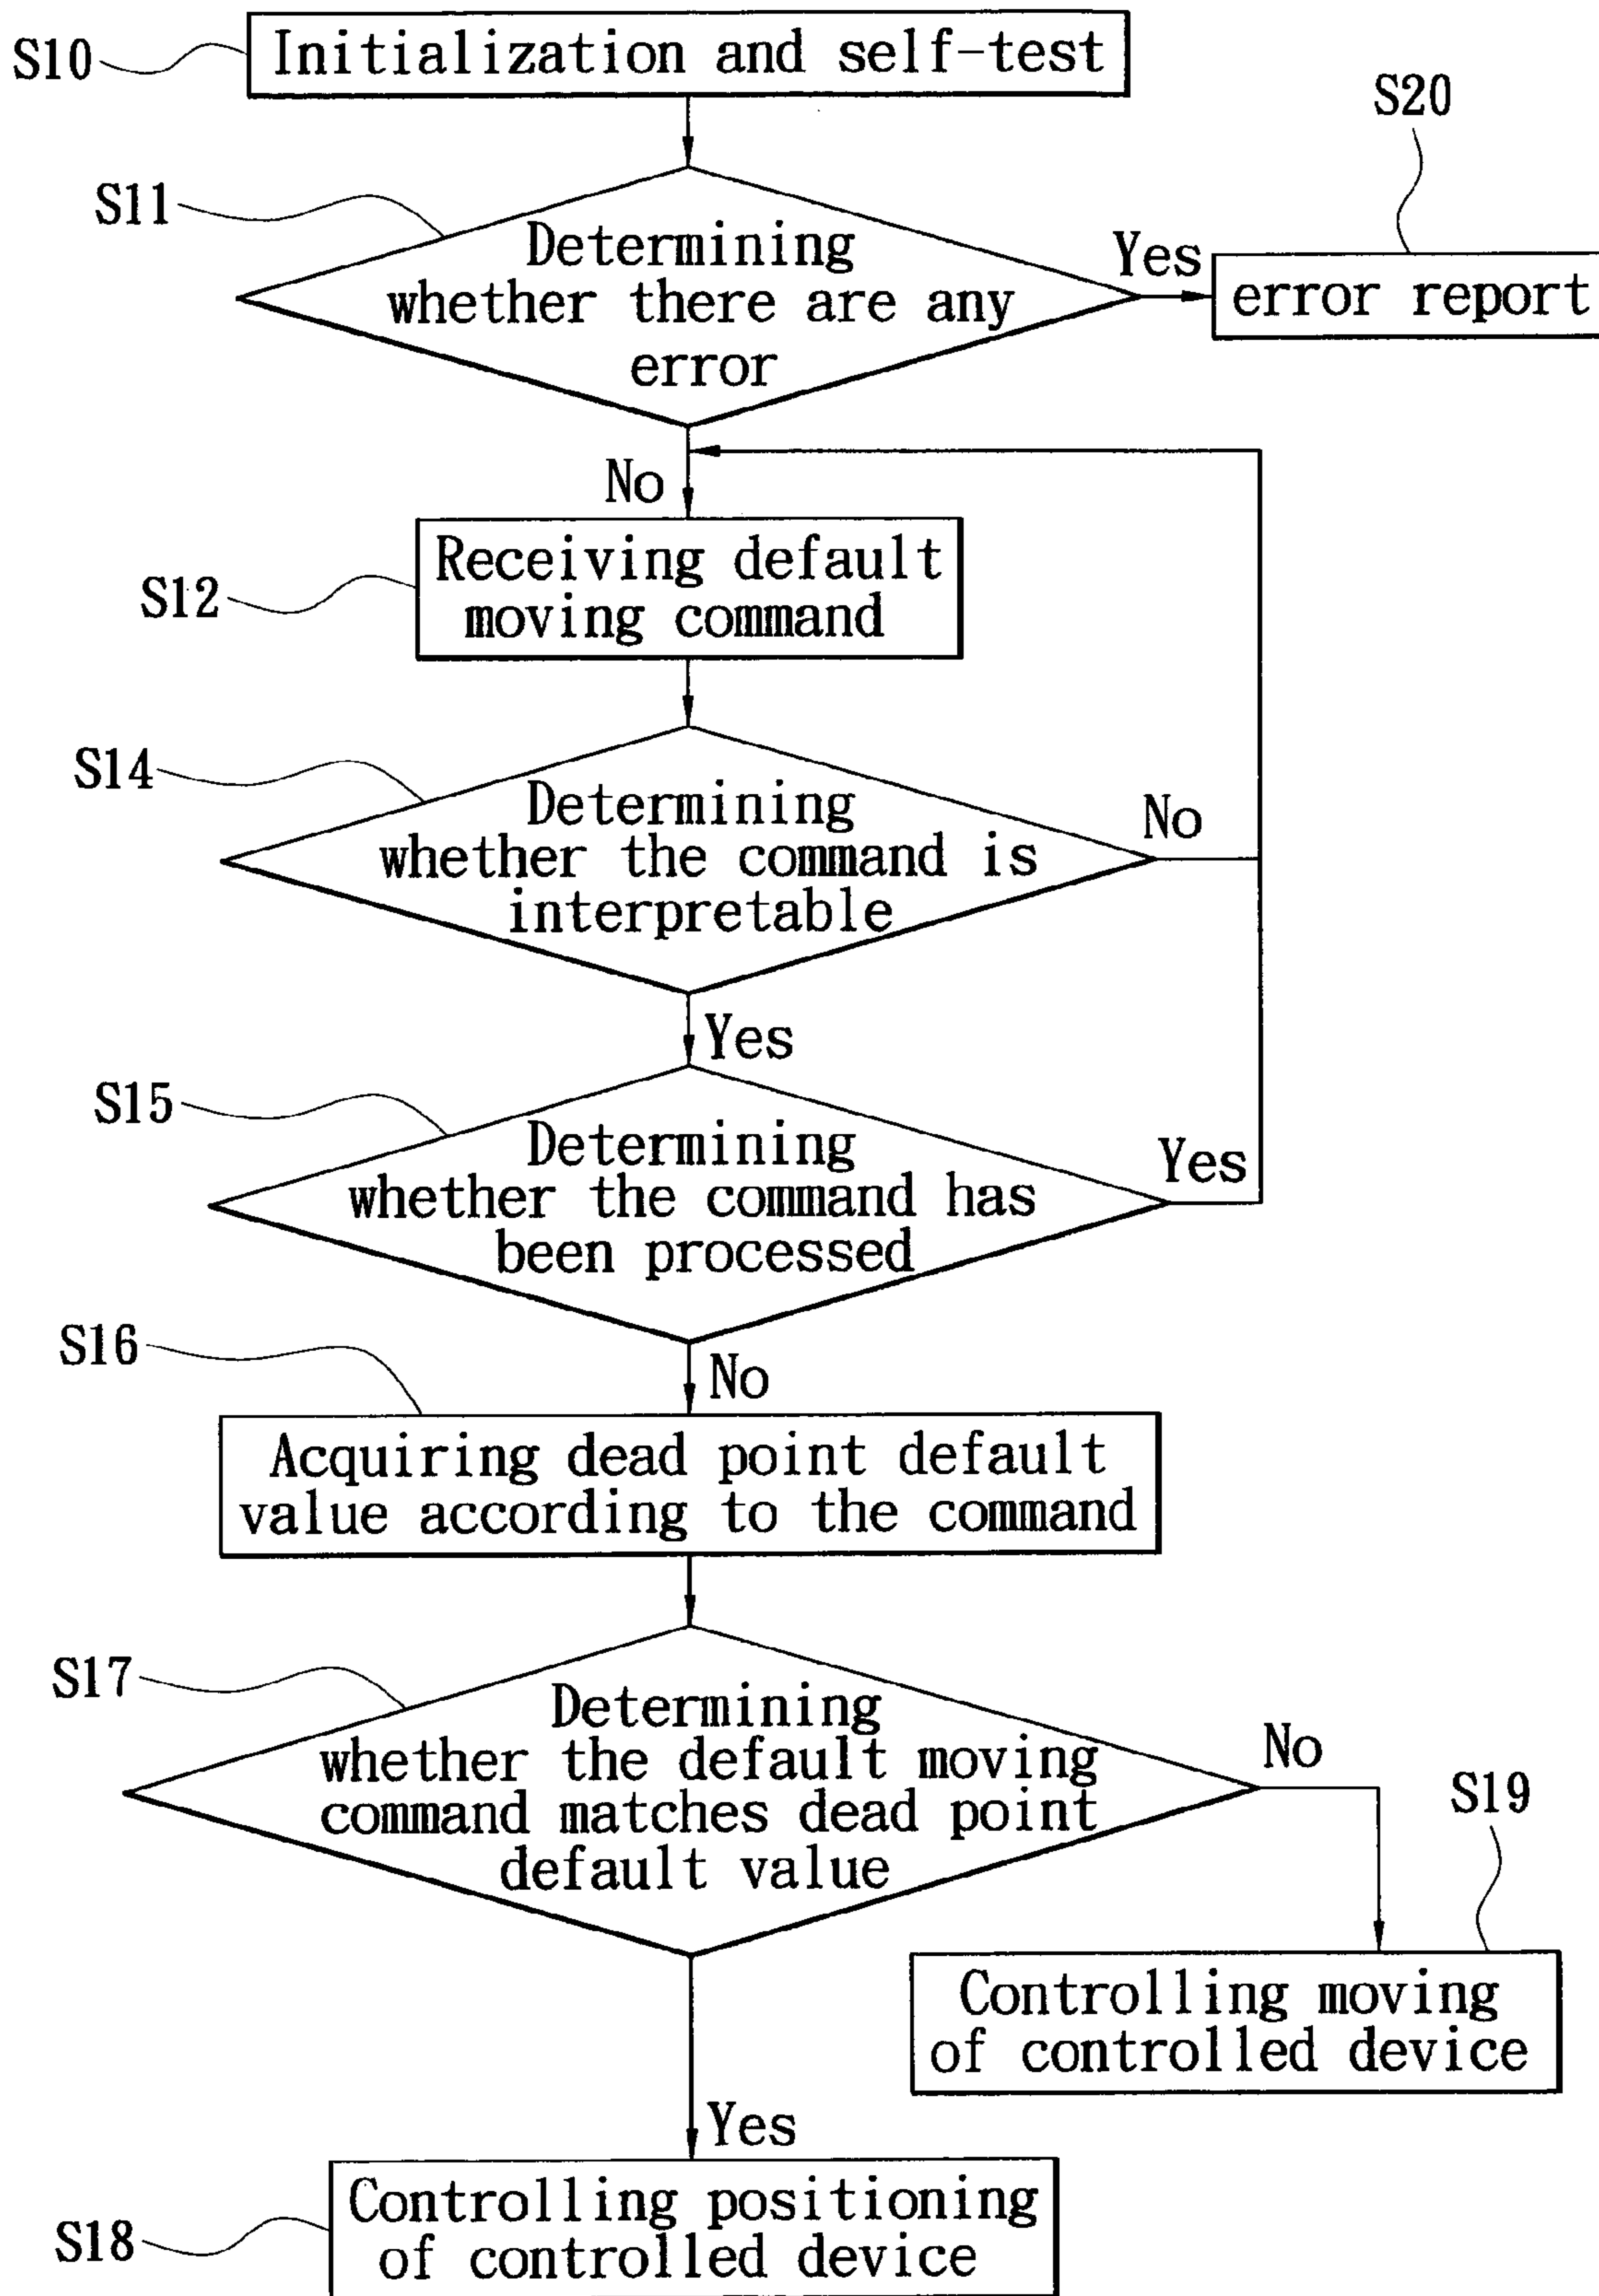 S10
Initialization and self-test
S20
S11
Determining
whether there are any
error
Yes
error report
No
S12
Receiving default
moving command
S14
Determining
whether the command is
interpretable
No
Yes
S15
Determining
whether the command has
been processed
Yes
S16
No
Acquiring dead point default
value according to the command
S17
Determining
whether the default moving
command matches dead point
default value
No
S19
Controlling moving
of controlled device
Yes
S18
Controlling positioning
of controlled device